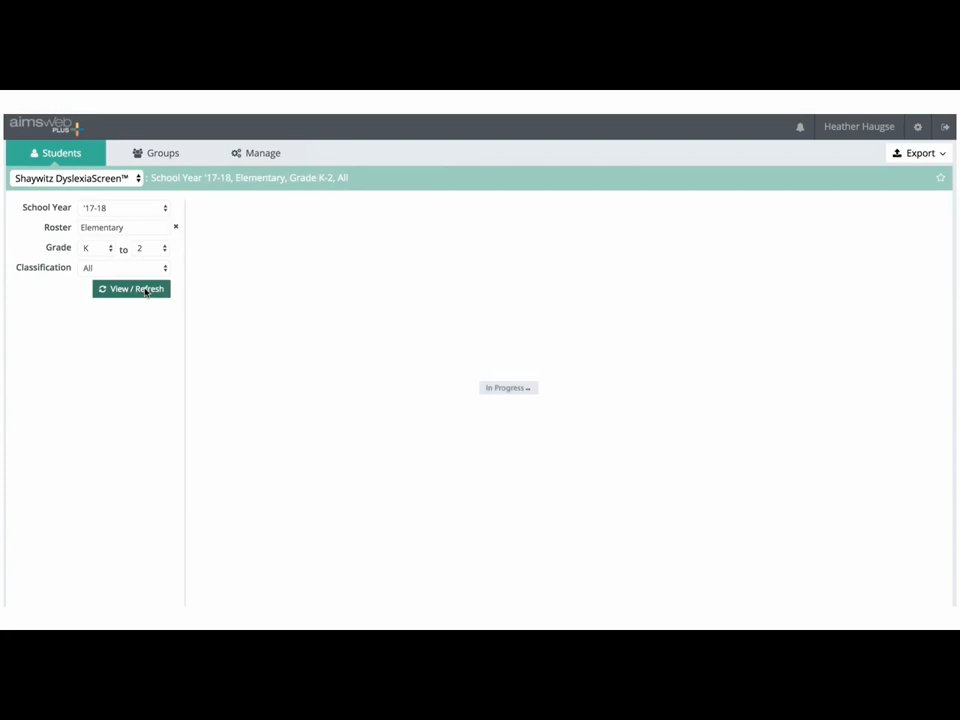 aimsweb
PLUS
Heather Haugse
Students
Groups
Manage
Export
Shaywitz DyslexiaScreen™ : School Year '17-18, Elementary, Grade K-2, All
School Year '17-18
Roster Elementary
Grade K to 2
Classification All
View / Refresh
In Progress ...